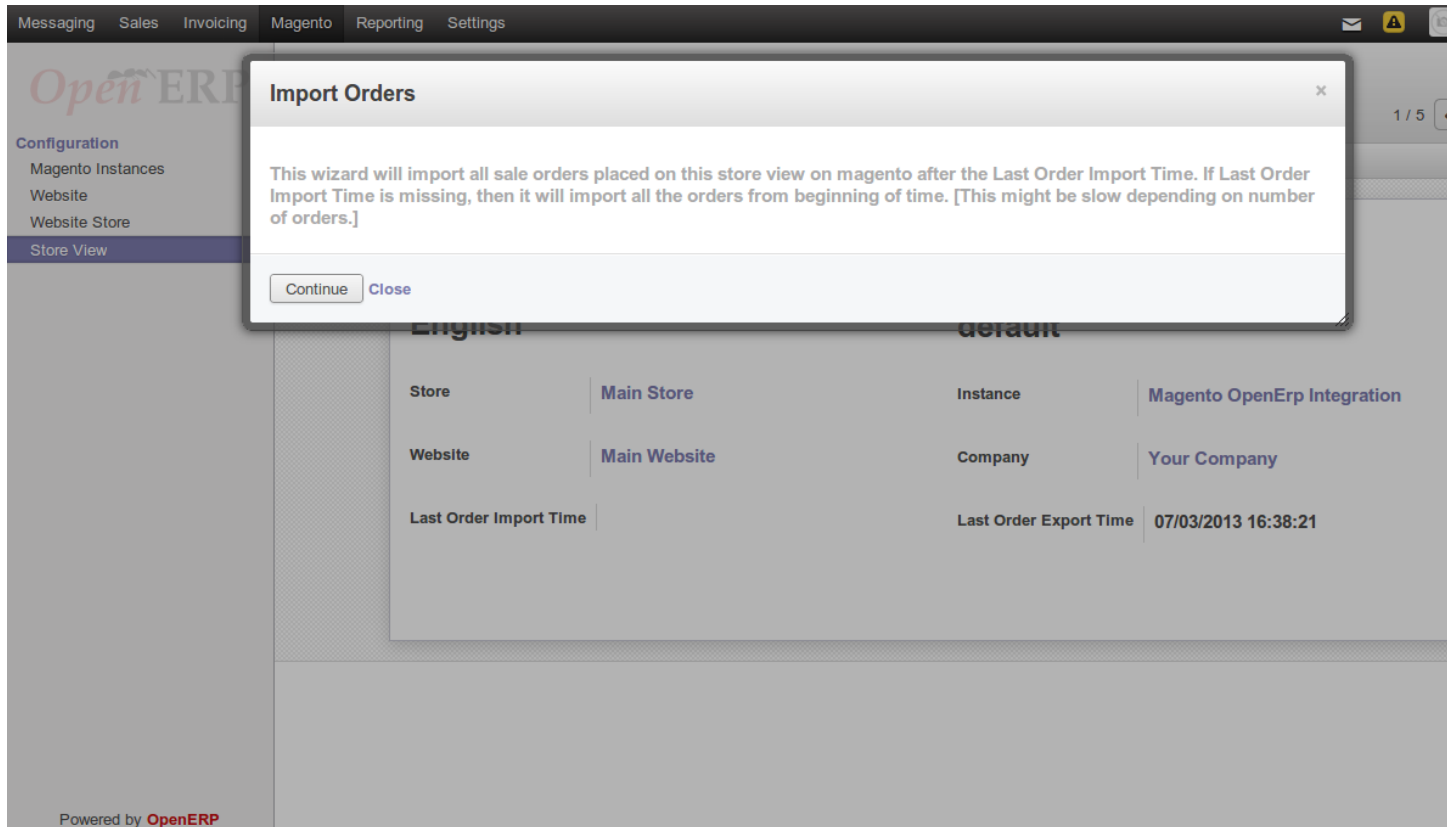 Messaging Sales Invoicing Magento Reporting Settings
Open ERP
1 / 5
Import Orders ×
This wizard will import all sale orders placed on this store view on magento after the Last Order Import Time. If Last Order
Import Time is missing, then it will import all the orders from beginning of time. [This might be slow depending on number
of orders.]
Continue Close
Configuration
Magento Instances
Website
Website Store
Store View
English default
Store Main Store Instance Magento OpenErp Integration
Website Main Website Company Your Company
Last Order Import Time Last Order Export Time 07/03/2013 16:38:21
Powered by OpenERP